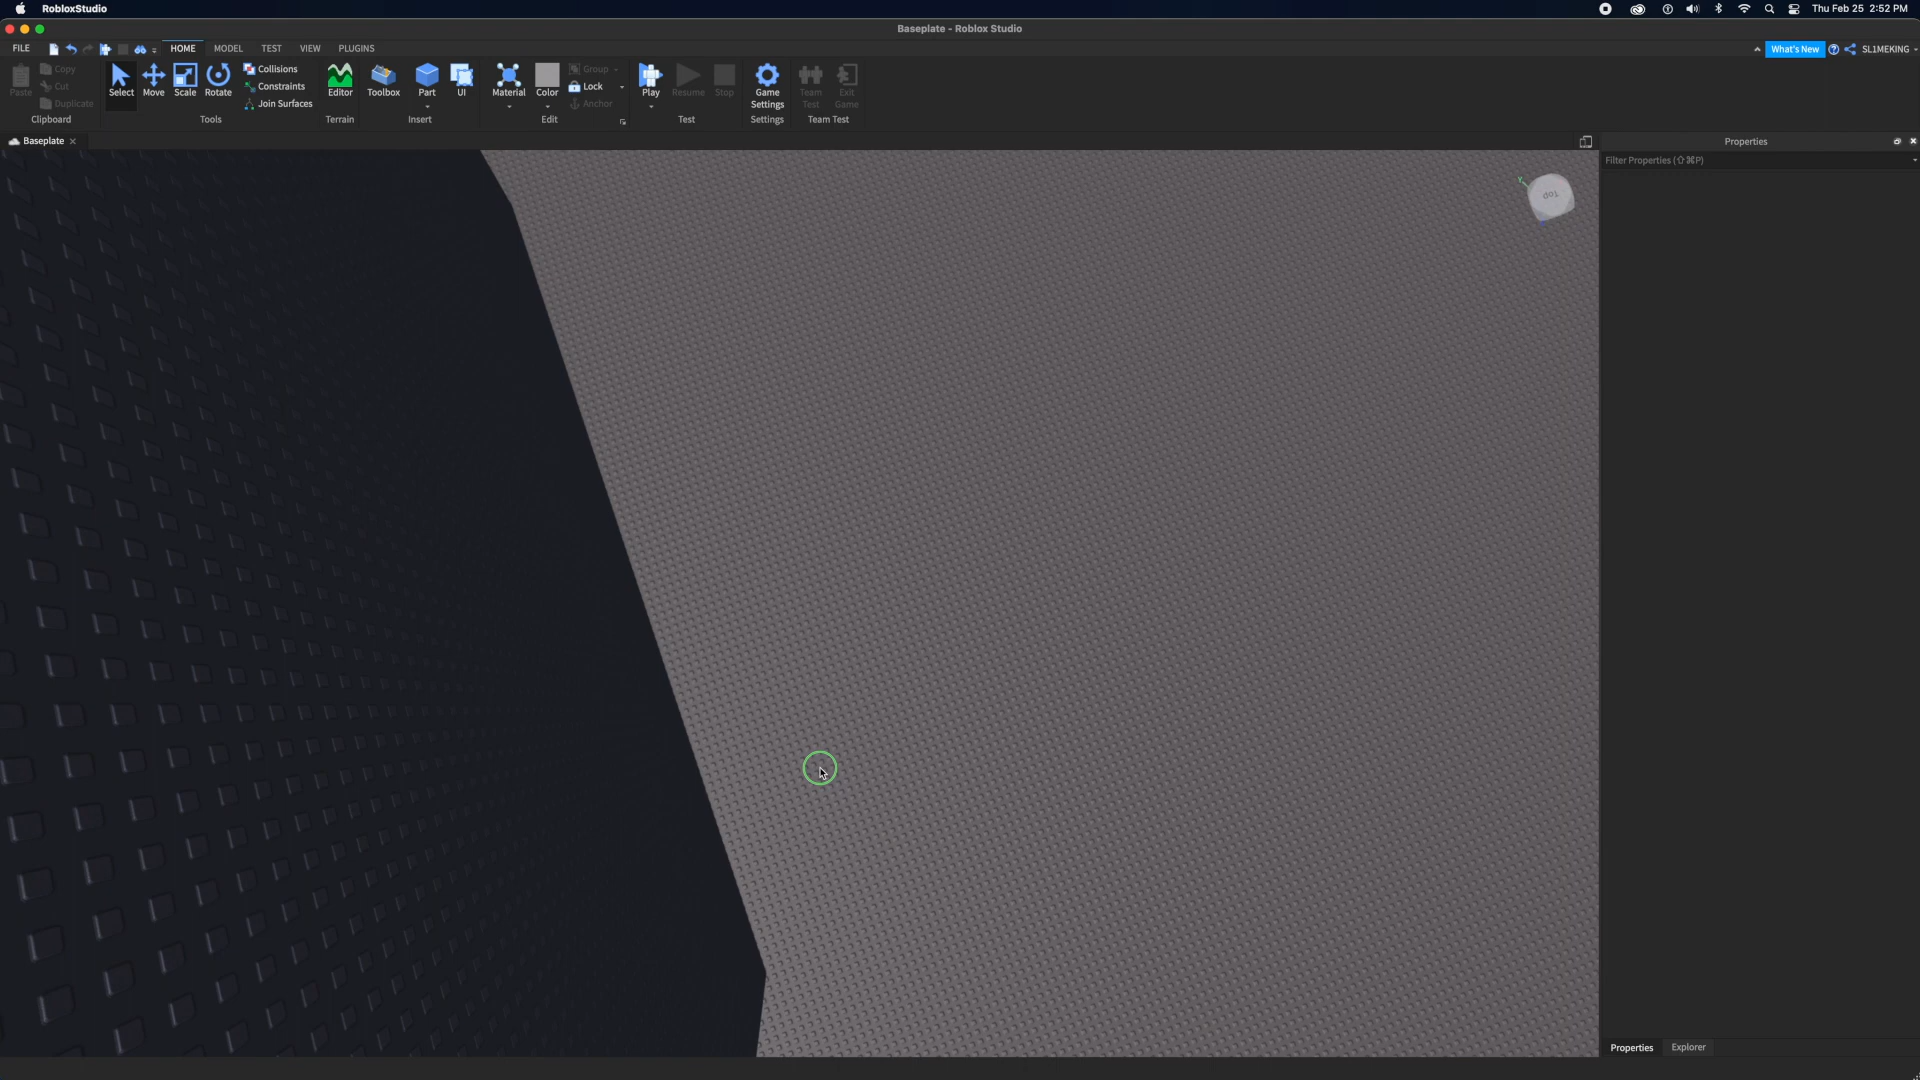 RobloxStudio
Thu Feb 25 2:52 PM
Baseplate - Roblox Studio
FILE HOME MODEL TEST VIEW PLUGINS
What's New SL1MEKING
Paste Copy Cut Duplicate
Clipboard
Select Move Scale Rotate Collisions Constraints Join Surfaces
Tools
Editor
Terrain
Toolbox Part UI
Insert
Material Color Group Lock Anchor
Edit
Play Resume Stop
Test
Game Settings
Settings
Team Test Exit Game
Team Test
Baseplate
Properties
Filter Properties (⇧⌘P)
Y
TOP
Properties Explorer